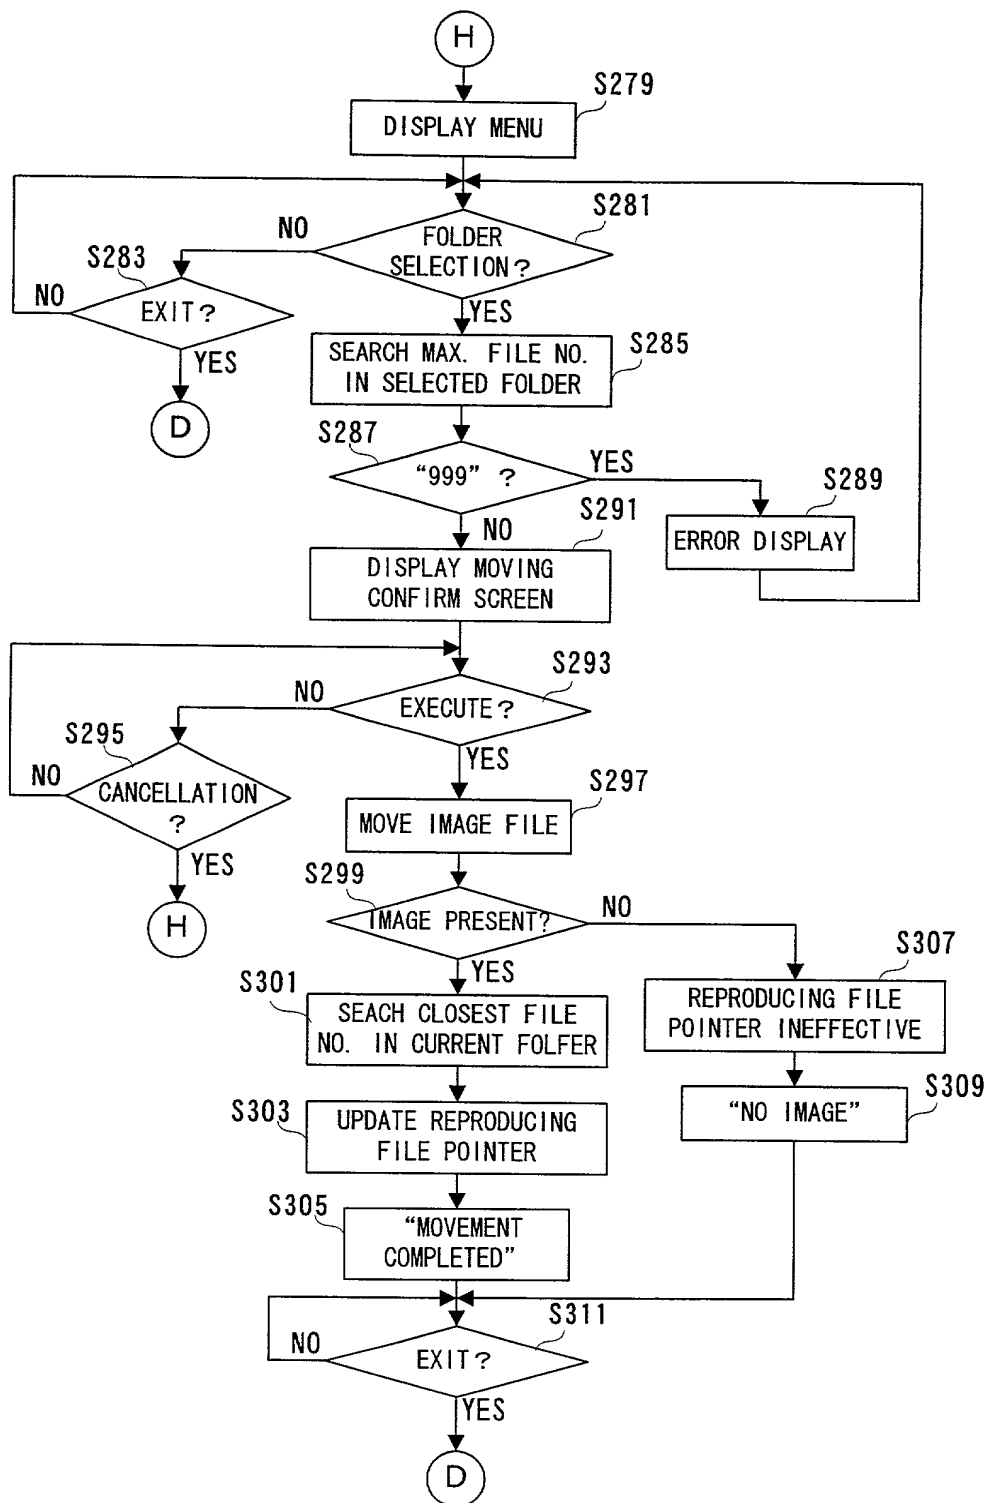 H
S279
DISPLAY MENU
S281
NO
FOLDER
SELECTION?
S283
NO
EXIT?
YES
YES
D
SEARCH MAX. FILE NO.
IN SELECTED FOLDER
S285
S287
“999” ?
YES
S289
ERROR DISPLAY
NO
S291
DISPLAY MOVING
CONFIRM SCREEN
S293
NO
EXECUTE?
S295
NO
CANCELLATION
?
YES
H
YES
S297
MOVE IMAGE FILE
S299
IMAGE PRESENT?
NO
YES
S301
SEACH CLOSEST FILE
NO. IN CURRENT FOLFER
S307
REPRODUCING FILE
POINTER INEFFECTIVE
S303
UPDATE REPRODUCING
FILE POINTER
S309
“NO IMAGE”
S305
“MOVEMENT
COMPLETED”
S311
NO
EXIT?
YES
D